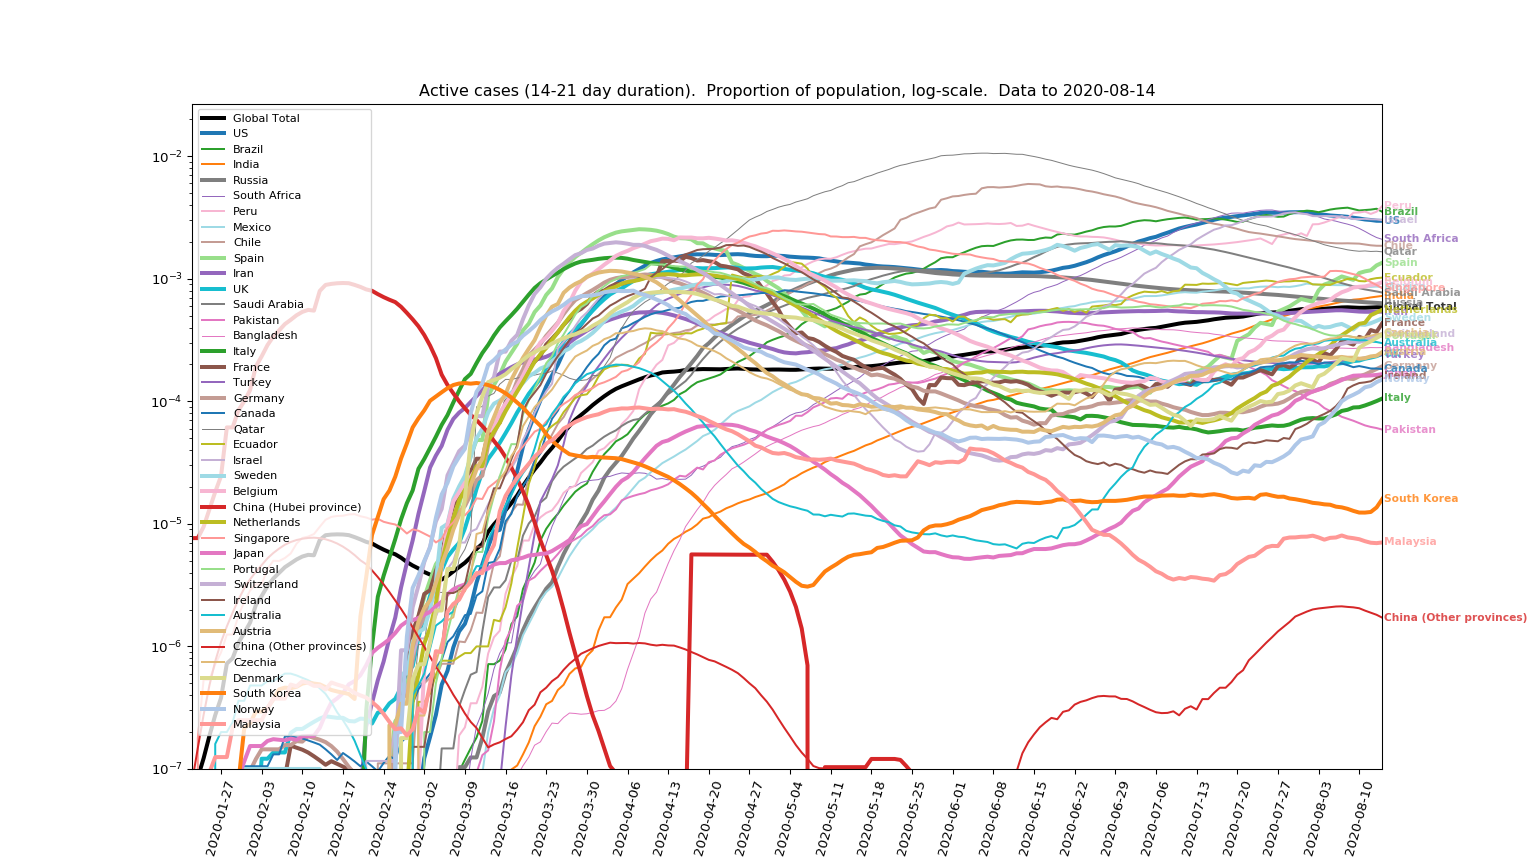 Active cases (14-21 day duration).  Proportion of population, log-scale.  Data to 2020-08-14
10⁻²
10⁻³
10⁻⁴
10⁻⁵
10⁻⁶
10⁻⁷
Global Total
US
Brazil
India
Russia
South Africa
Peru
Mexico
Chile
Spain
Iran
UK
Saudi Arabia
Pakistan
Bangladesh
Italy
France
Turkey
Germany
Canada
Qatar
Ecuador
Israel
Sweden
Belgium
China (Hubei province)
Netherlands
Singapore
Japan
Portugal
Switzerland
Ireland
Australia
Austria
China (Other provinces)
Czechia
Denmark
South Korea
Norway
Malaysia
Peru
Brazil
US
Israel
South Africa
Chile
Qatar
Spain
Ecuador
Saudi Arabia
Russia
Global Total
France
Australia
Bangladesh
Turkey
Germany
Canada
Ireland
Norway
Italy
Pakistan
South Korea
Malaysia
China (Other provinces)
2020-01-27
2020-02-03
2020-02-10
2020-02-17
2020-02-24
2020-03-02
2020-03-09
2020-03-16
2020-03-23
2020-03-30
2020-04-06
2020-04-13
2020-04-20
2020-04-27
2020-05-04
2020-05-11
2020-05-18
2020-05-25
2020-06-01
2020-06-08
2020-06-15
2020-06-22
2020-06-29
2020-07-06
2020-07-13
2020-07-20
2020-07-27
2020-08-03
2020-08-10